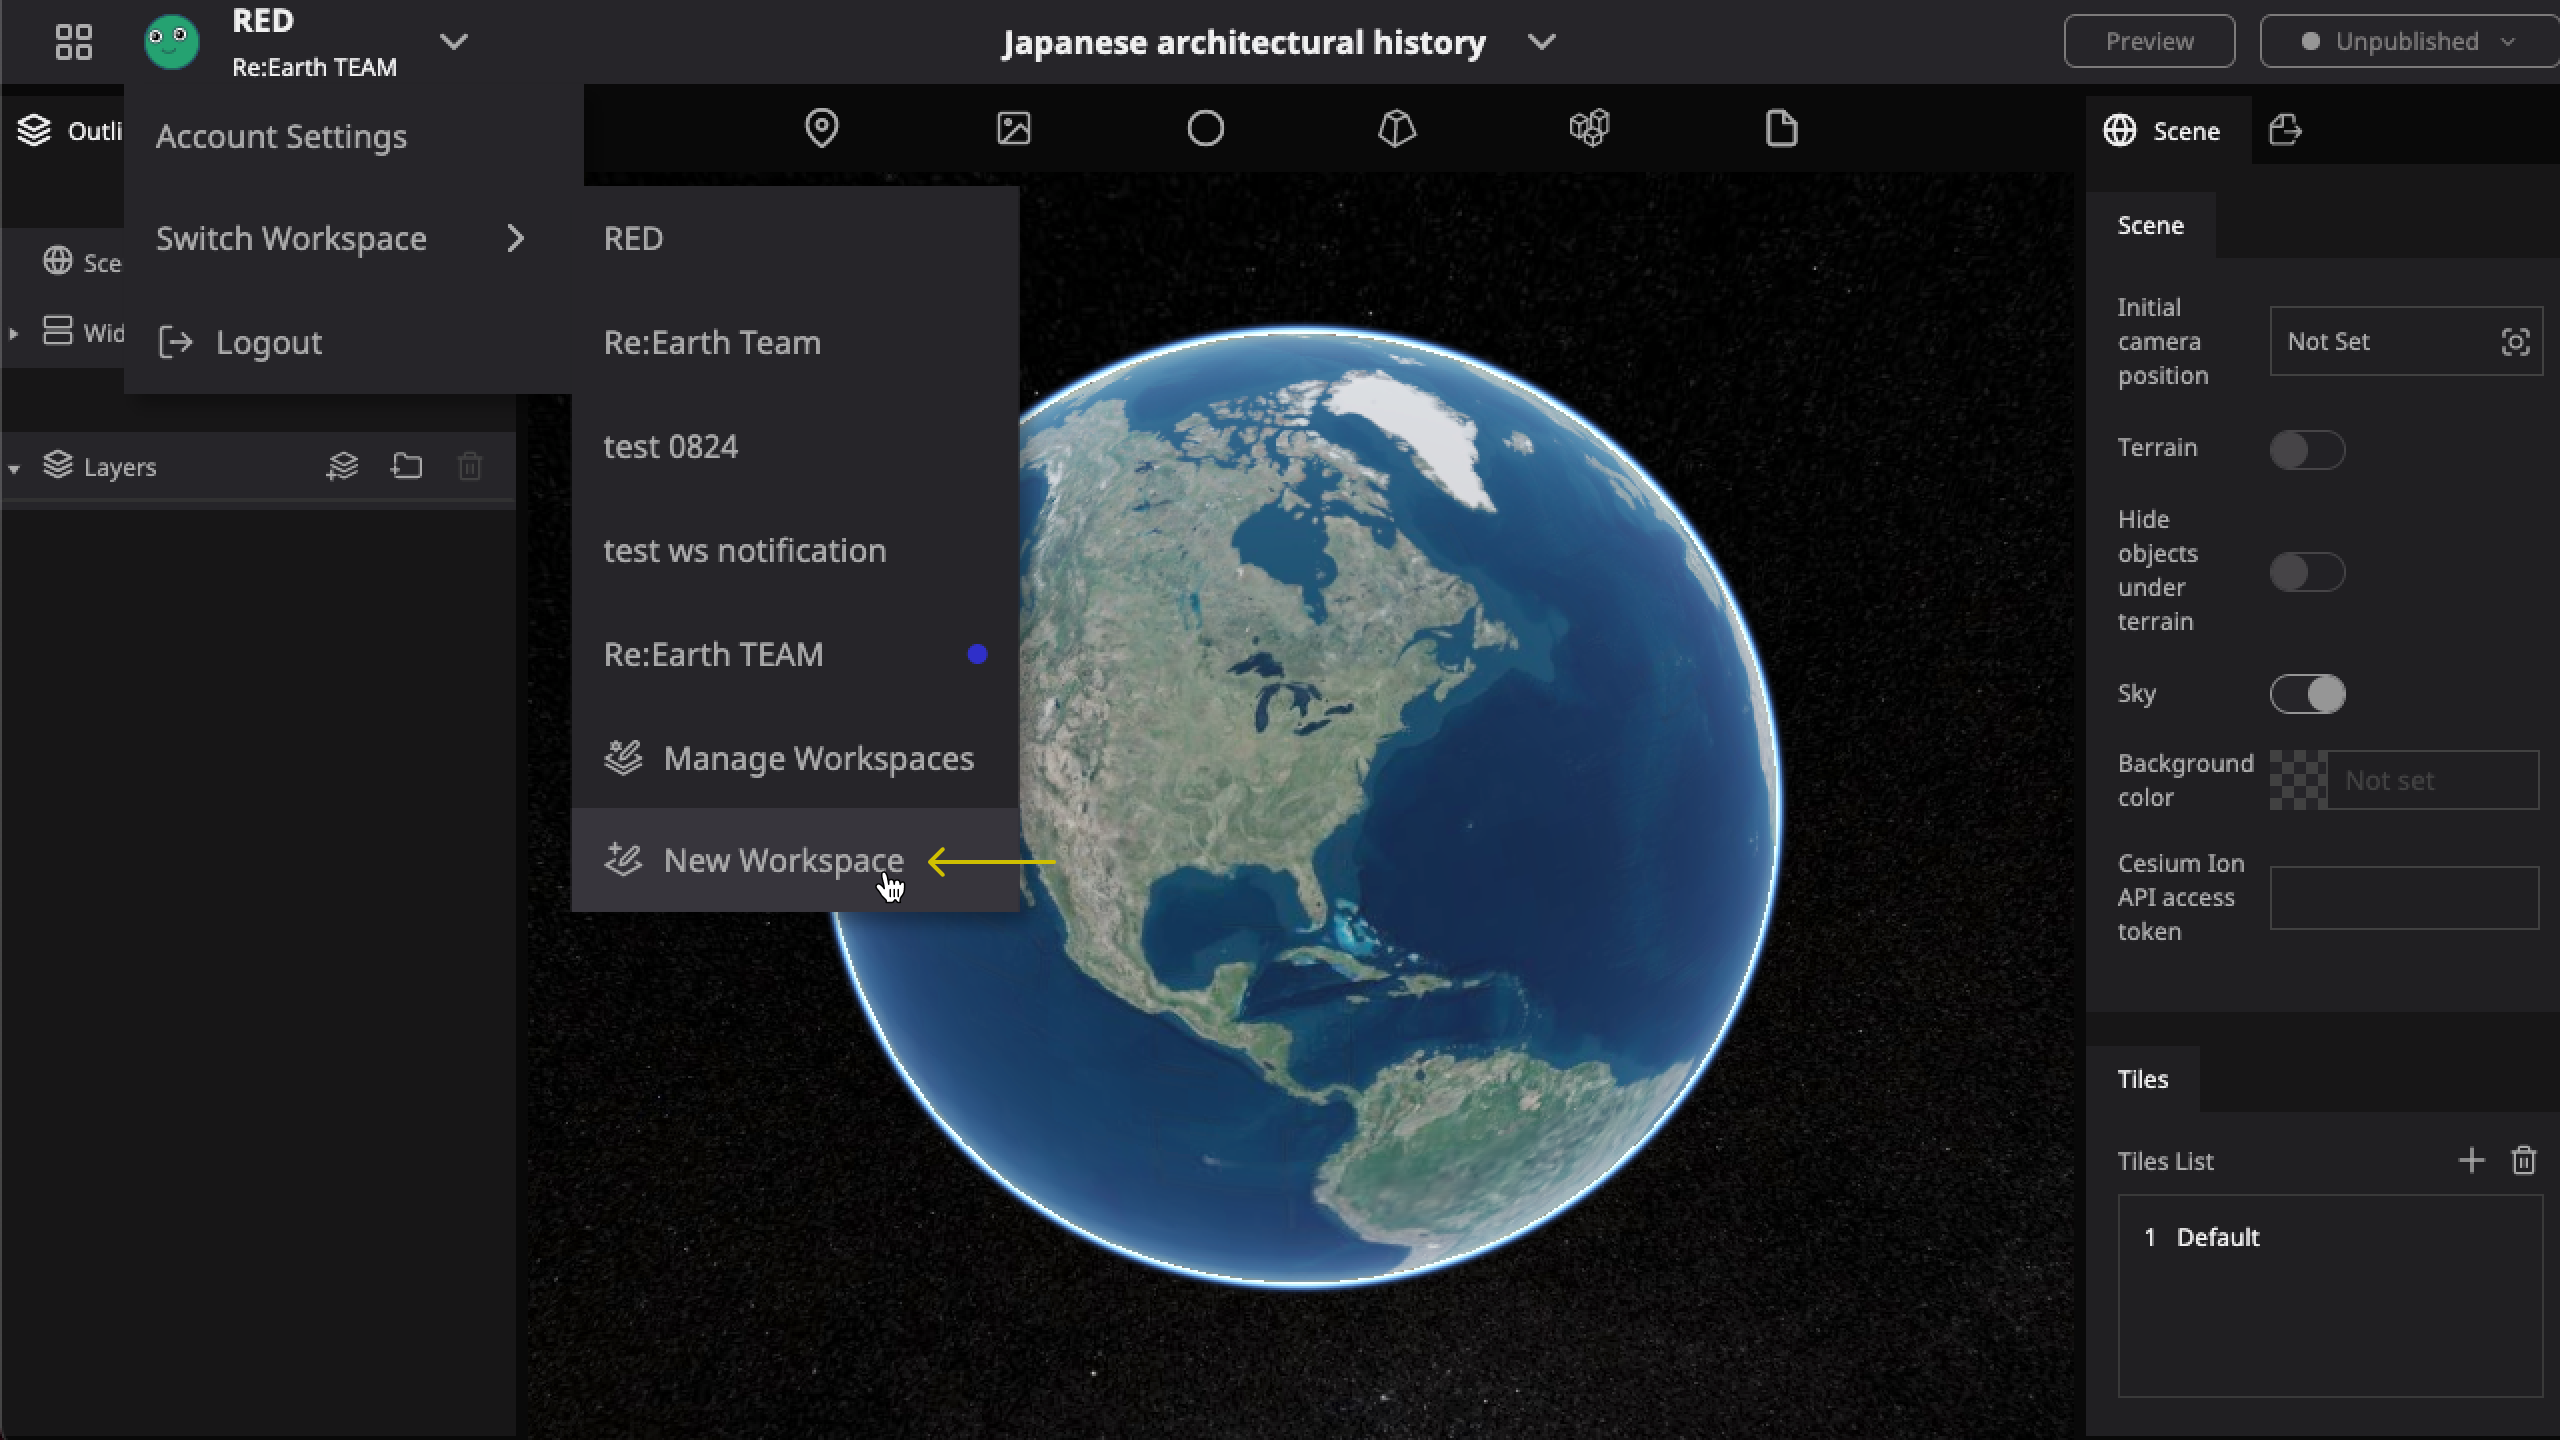 RED
Re:Earth TEAM
Japanese architectural history
Preview
Unpublished
Outli
Account Settings
Switch Workspace
Logout
RED
Re:Earth Team
test 0824
test ws notification
Re:Earth TEAM
Manage Workspaces
New Workspace
Sce
Wid
Layers
Scene
Scene
Initial
camera
position
Not Set
Terrain
Hide
objects
under
terrain
Sky
Background
color
Not set
Cesium Ion
API access
token
Tiles
Tiles List
1 Default